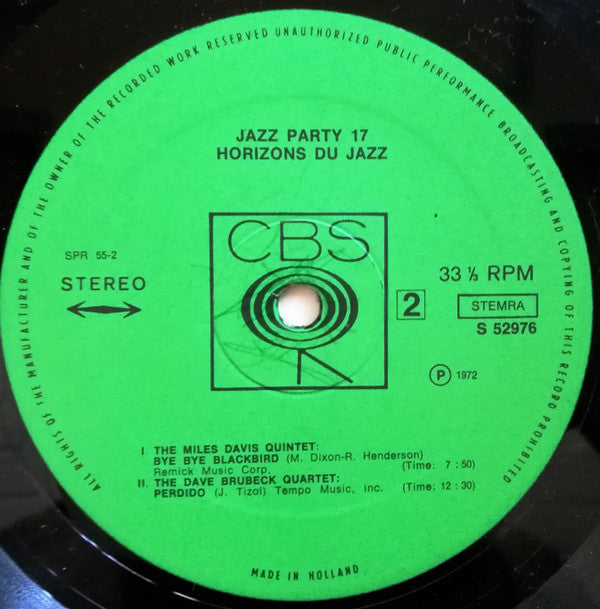 ALL RIGHTS OF THE MANUFACTURER AND OF THE OWNER OF THE RECORDED WORK RESERVED UNAUTHORIZED PUBLIC PERFORMANCE BROADCASTING AND COPYING OF THIS RECORD PROHIBITED
JAZZ PARTY 17
HORIZONS DU JAZZ
CBS
SPR 55-2
STEREO
2
33 ⅓ RPM
STEMRA
S 52976
Ⓟ 1972
I. THE MILES DAVIS QUINTET:
BYE BYE BLACKBIRD (M. Dixon-R. Henderson)
Remick Music Corp. (Time: 7 : 50)
II. THE DAVE BRUBECK QUARTET:
PERDIDO (J. Tizol) Tempo Music, Inc. (Time: 12 : 30)
MADE IN HOLLAND